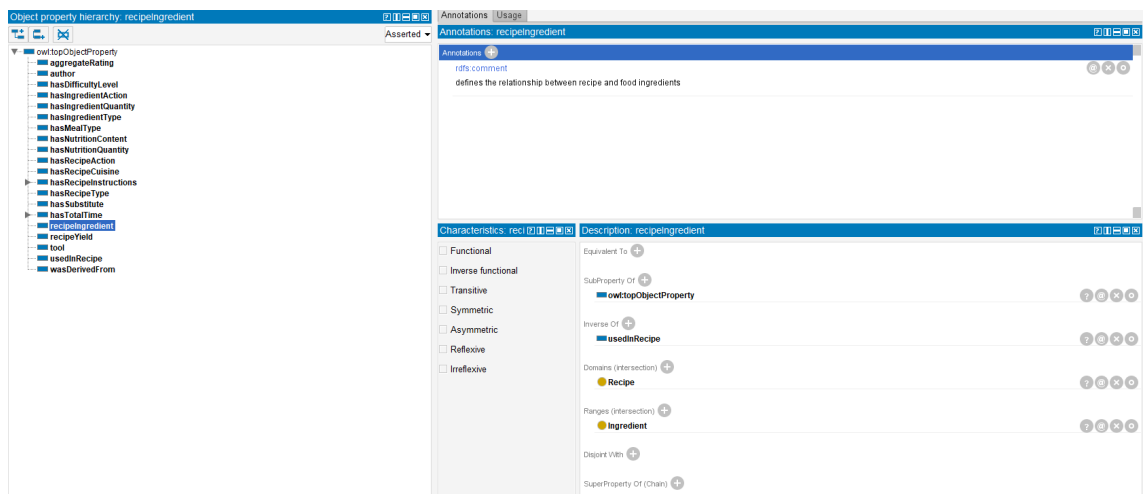 Object property hierarchy: recipeIngredient
Asserted
owl:topObjectProperty
aggregateRating
author
hasDifficultyLevel
hasIngredientAction
hasIngredientQuantity
hasIngredientType
hasMealType
hasNutritionContent
hasNutritionQuantity
hasRecipeAction
hasRecipeCuisine
hasRecipeInstructions
hasRecipeType
hasSubstitute
hasTotalTime
recipeIngredient
recipeYield
tool
usedInRecipe
wasDerivedFrom
Annotations Usage
Annotations: recipeIngredient
Annotations
rdfs:comment
defines the relationship between recipe and food ingredients
Characteristics: reci
Functional
Inverse functional
Transitive
Symmetric
Asymmetric
Reflexive
Irreflexive
Description: recipeIngredient
Equivalent To
SubProperty Of
owl:topObjectProperty
Inverse Of
usedInRecipe
Domains (intersection)
Recipe
Ranges (intersection)
Ingredient
Disjoint With
SuperProperty Of (Chain)